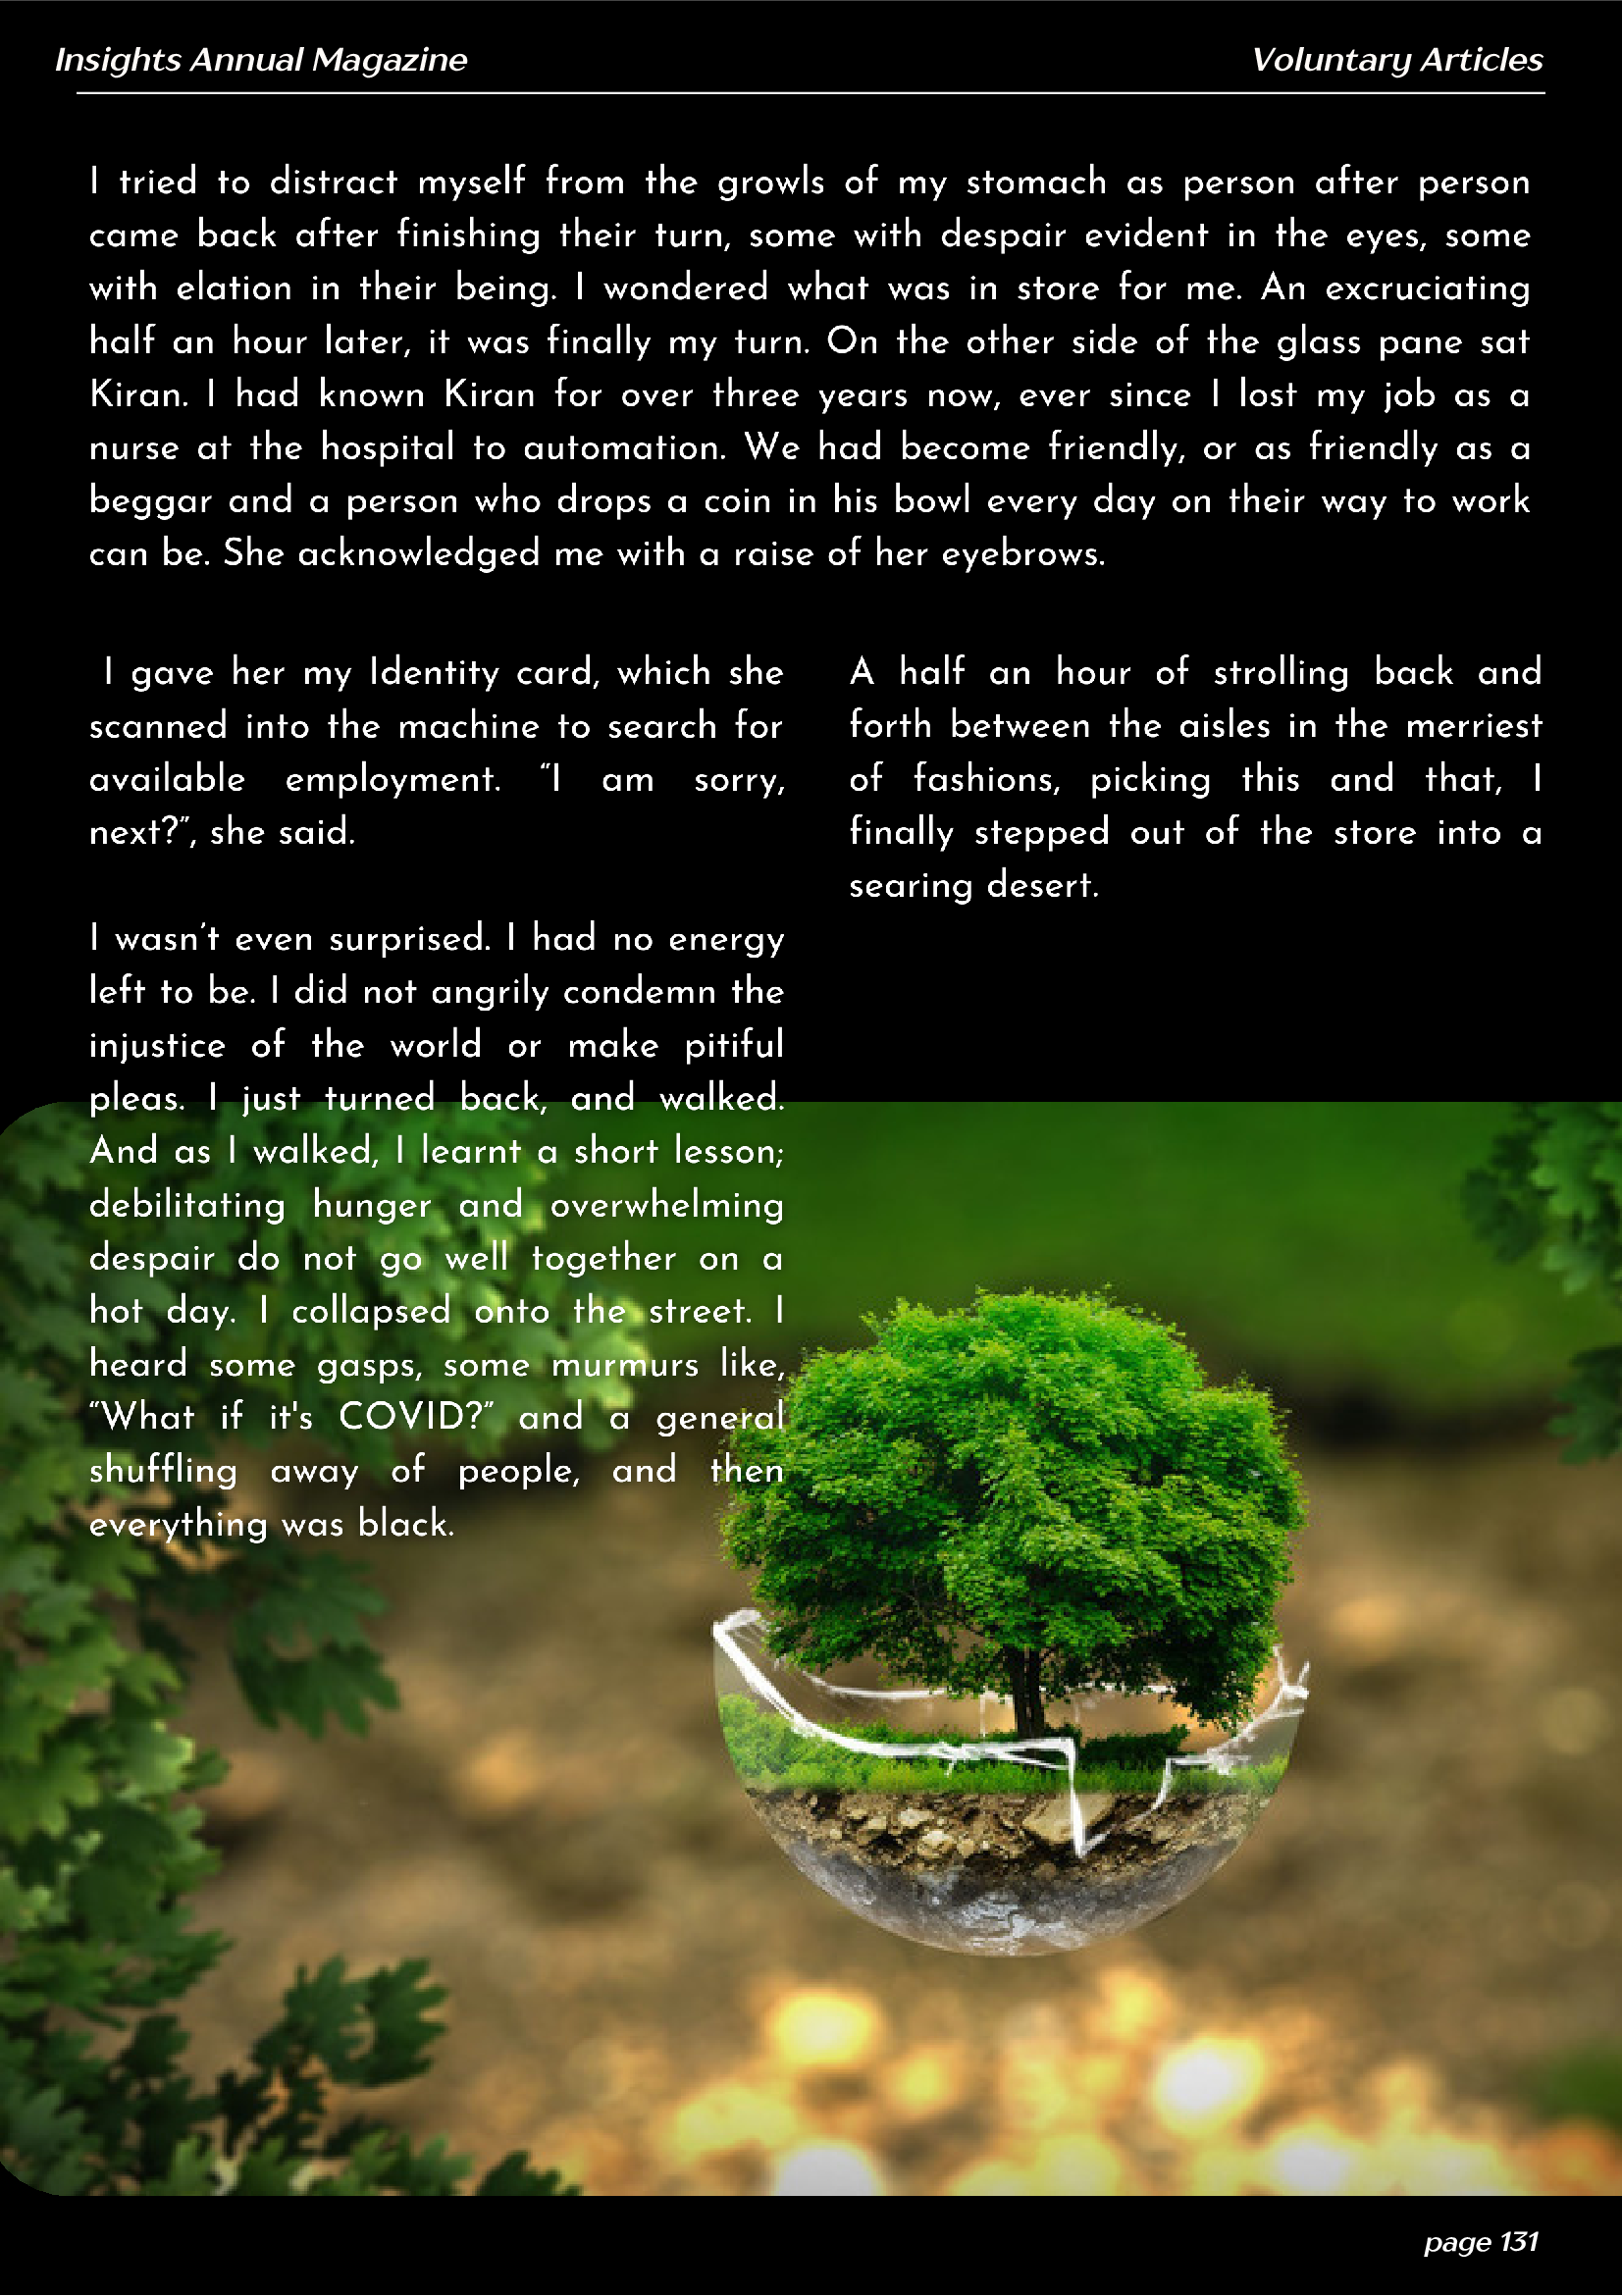 Insights Annual Magazine
Voluntary Articles
I tried to distract myself from the growls of my stomach as person after person
came back after finishing their turn, some with despair evident in the eyes, some
with elation in their being. I wondered what was in store for me. An excruciating
half an hour later, it was finally my turn. On the other side of the glass pane sat
Kiran. I had known Kiran for over three years now, ever since I lost my job as a
nurse at the hospital to automation. We had become friendly, or as friendly as a
beggar and a person who drops a coin in his bowl every day on their way to work
can be. She acknowledged me with a raise of her eyebrows.
I gave her my Identity card, which she
scanned into the machine to search for
available employment. “I am sorry,
next?”, she said.
I wasn’t even surprised. I had no energy
left to be. I did not angrily condemn the
injustice of the world or make pitiful
pleas. I just turned back, and walked.
And as I walked, I learnt a short lesson;
debilitating hunger and overwhelming
despair do not go well together on a
hot day. I collapsed onto the street. I
heard some gasps, some murmurs like,
“What if it's COVID?” and a general
shuffling away of people, and then
everything was black.
A half an hour of strolling back and
forth between the aisles in the merriest
of fashions, picking this and that, I
finally stepped out of the store into a
searing desert.
page 131